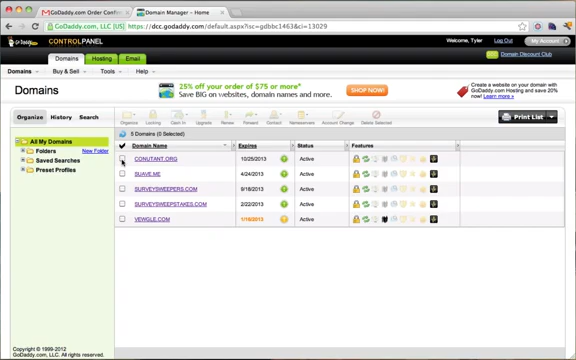 Gmail - GoDaddy.com Order Confirm
Domain Manager - Home
GoDaddy.com, LLC [US] https://dcc.godaddy.com/default.aspx?isc=gdbbc1463&ci=13029
Go Daddy CONTROL PANEL
Welcome, Tyler Log Out My Account
Domains Hosting Email
Domain Discount Club
Domains Buy & Sell Tools Help
Domains
25% off your order of $75 or more*
Save BIG on websites, domain names and more.
SHOP NOW!
Create a website on your domain with
GoDaddy.com Hosting and save 20%
now! Learn more »
Organize History Search
Organize Locking Cash In Upgrade Renew Forward Contact Nameservers Account Change Delete Selected
Print List
All My Domains
Folders New Folder
Saved Searches
Preset Profiles
5 Domains (0 Selected)
Domain Name Expires Status Features
CONUTANT.ORG 10/25/2013 Active
SUAVE.ME 4/24/2013 Active
SURVEYSWEEPERS.COM 9/18/2013 Active
SURVEYSWEEPSTAKES.COM 2/22/2013 Active
VEWGLE.COM 1/18/2013 Active
Copyright © 1999-2012
GoDaddy.com. All rights reserved.